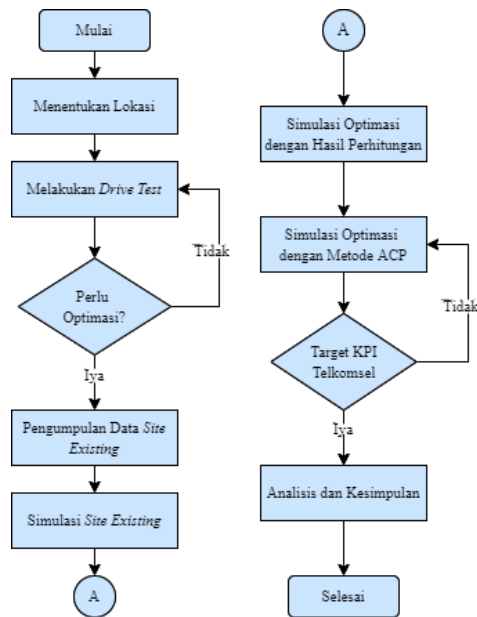 Mulai
Menentukan Lokasi
Melakukan Drive Test
Tidak
Perlu
Optimasi?
Iya
Pengumpulan Data Site
Existing
Simulasi Site Existing
A
A
Simulasi Optimasi
dengan Hasil Perhitungan
Simulasi Optimasi
dengan Metode ACP
Tidak
Target KPI
Telkomsel
Iya
Analisis dan Kesimpulan
Selesai